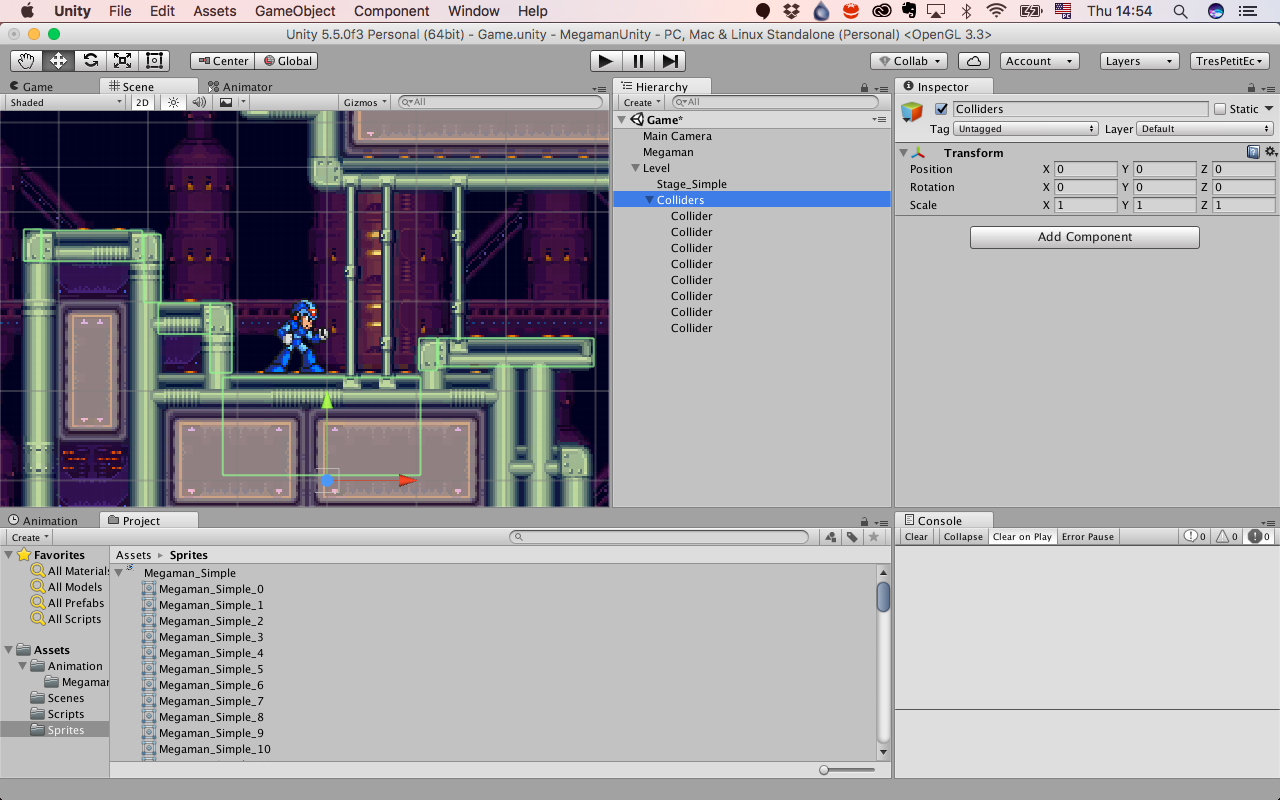 Unity File Edit Assets GameObject Component Window Help Thu 14:54
Unity 5.5.0f3 Personal (64bit) - Game.unity - MegamanUnity - PC, Mac & Linux Standalone (Personal) <OpenGL 3.3>
Center Global Collab Account Layers TresPetitEc
Game Scene Animator
Shaded 2D Gizmos All
Hierarchy
Create All
Game*
Main Camera
Megaman
Level
Stage_Simple
Colliders
Collider
Collider
Collider
Collider
Collider
Collider
Collider
Collider
Inspector
Colliders Static
Tag Untagged Layer Default
Transform
Position X 0 Y 0 Z 0
Rotation X 0 Y 0 Z 0
Scale X 1 Y 1 Z 1
Add Component
Animation Project
Create
Favorites
All Materials
All Models
All Prefabs
All Scripts
Assets
Animation
Megaman
Scenes
Scripts
Sprites
Assets Sprites
Megaman_Simple
Megaman_Simple_0
Megaman_Simple_1
Megaman_Simple_2
Megaman_Simple_3
Megaman_Simple_4
Megaman_Simple_5
Megaman_Simple_6
Megaman_Simple_7
Megaman_Simple_8
Megaman_Simple_9
Megaman_Simple_10
Console
Clear Collapse Clear on Play Error Pause 0 0 0